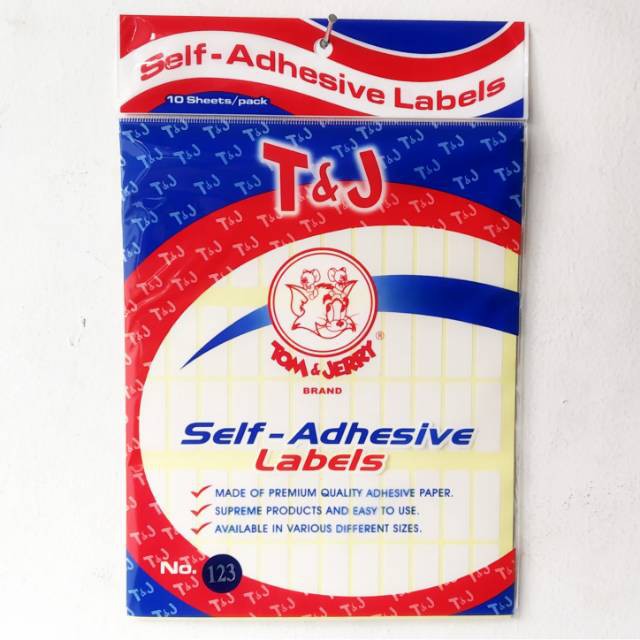 Self-Adhesive Labels
10 Sheets/pack
T&J
TOM & JERRY®
BRAND
Self-Adhesive
Labels
✓ MADE OF PREMIUM QUALITY ADHESIVE PAPER.
✓ SUPREME PRODUCTS AND EASY TO USE.
✓ AVAILABLE IN VARIOUS DIFFERENT SIZES.
No. 123